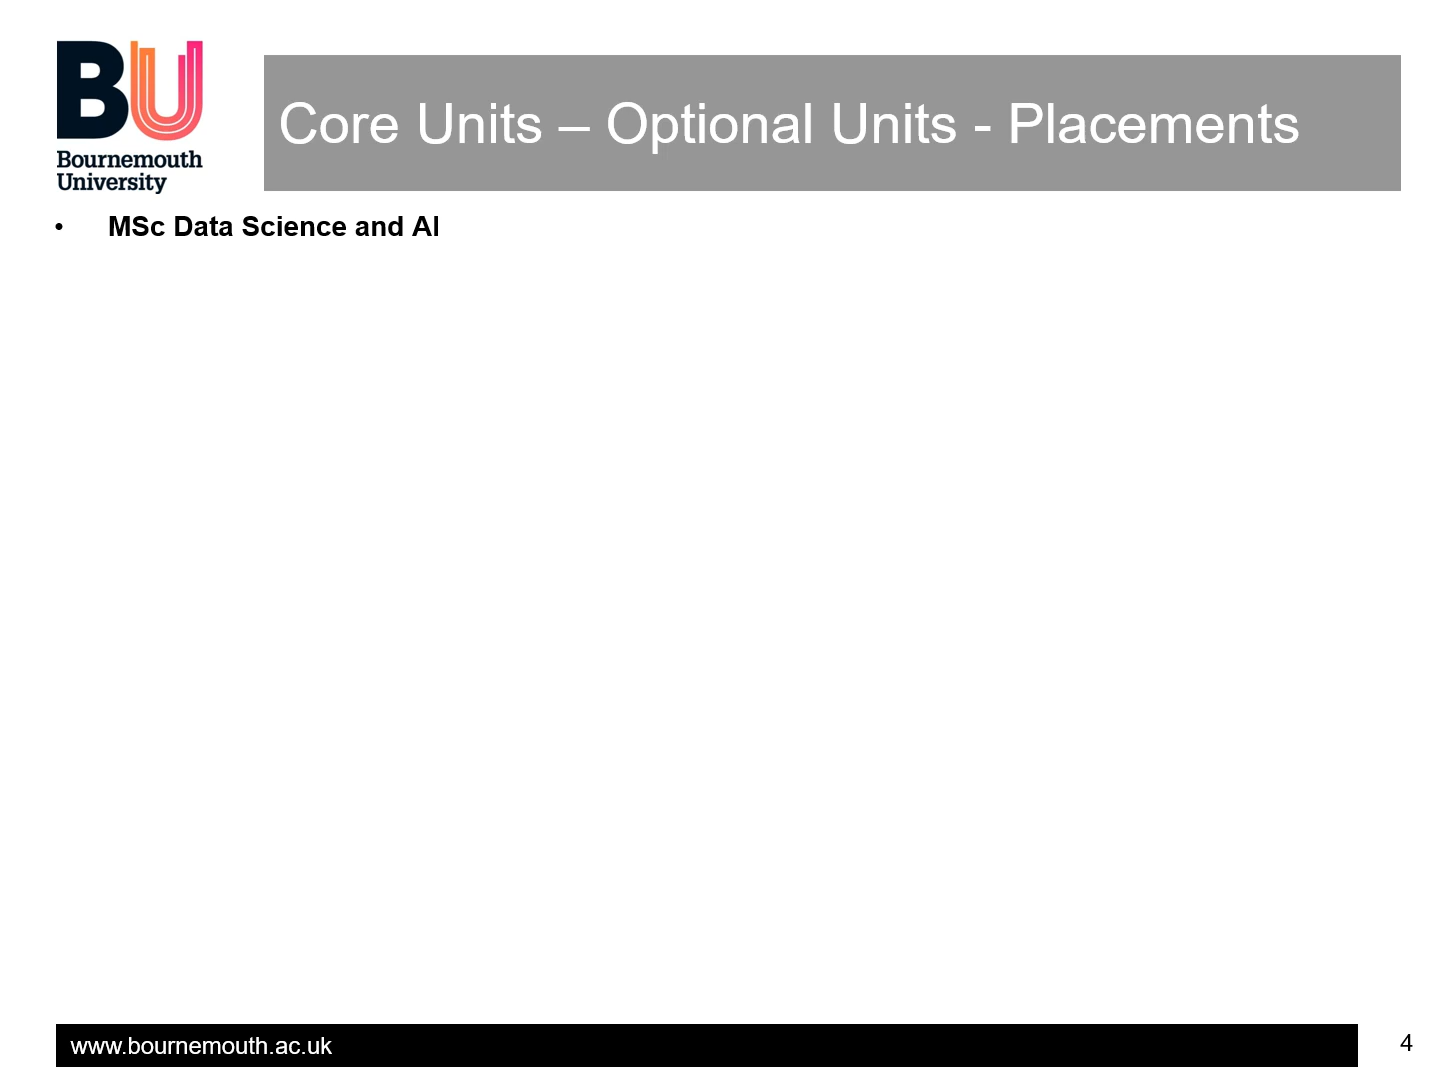 BU
Bournemouth
University
Core Units – Optional Units - Placements
• MSc Data Science and AI
www.bournemouth.ac.uk
4